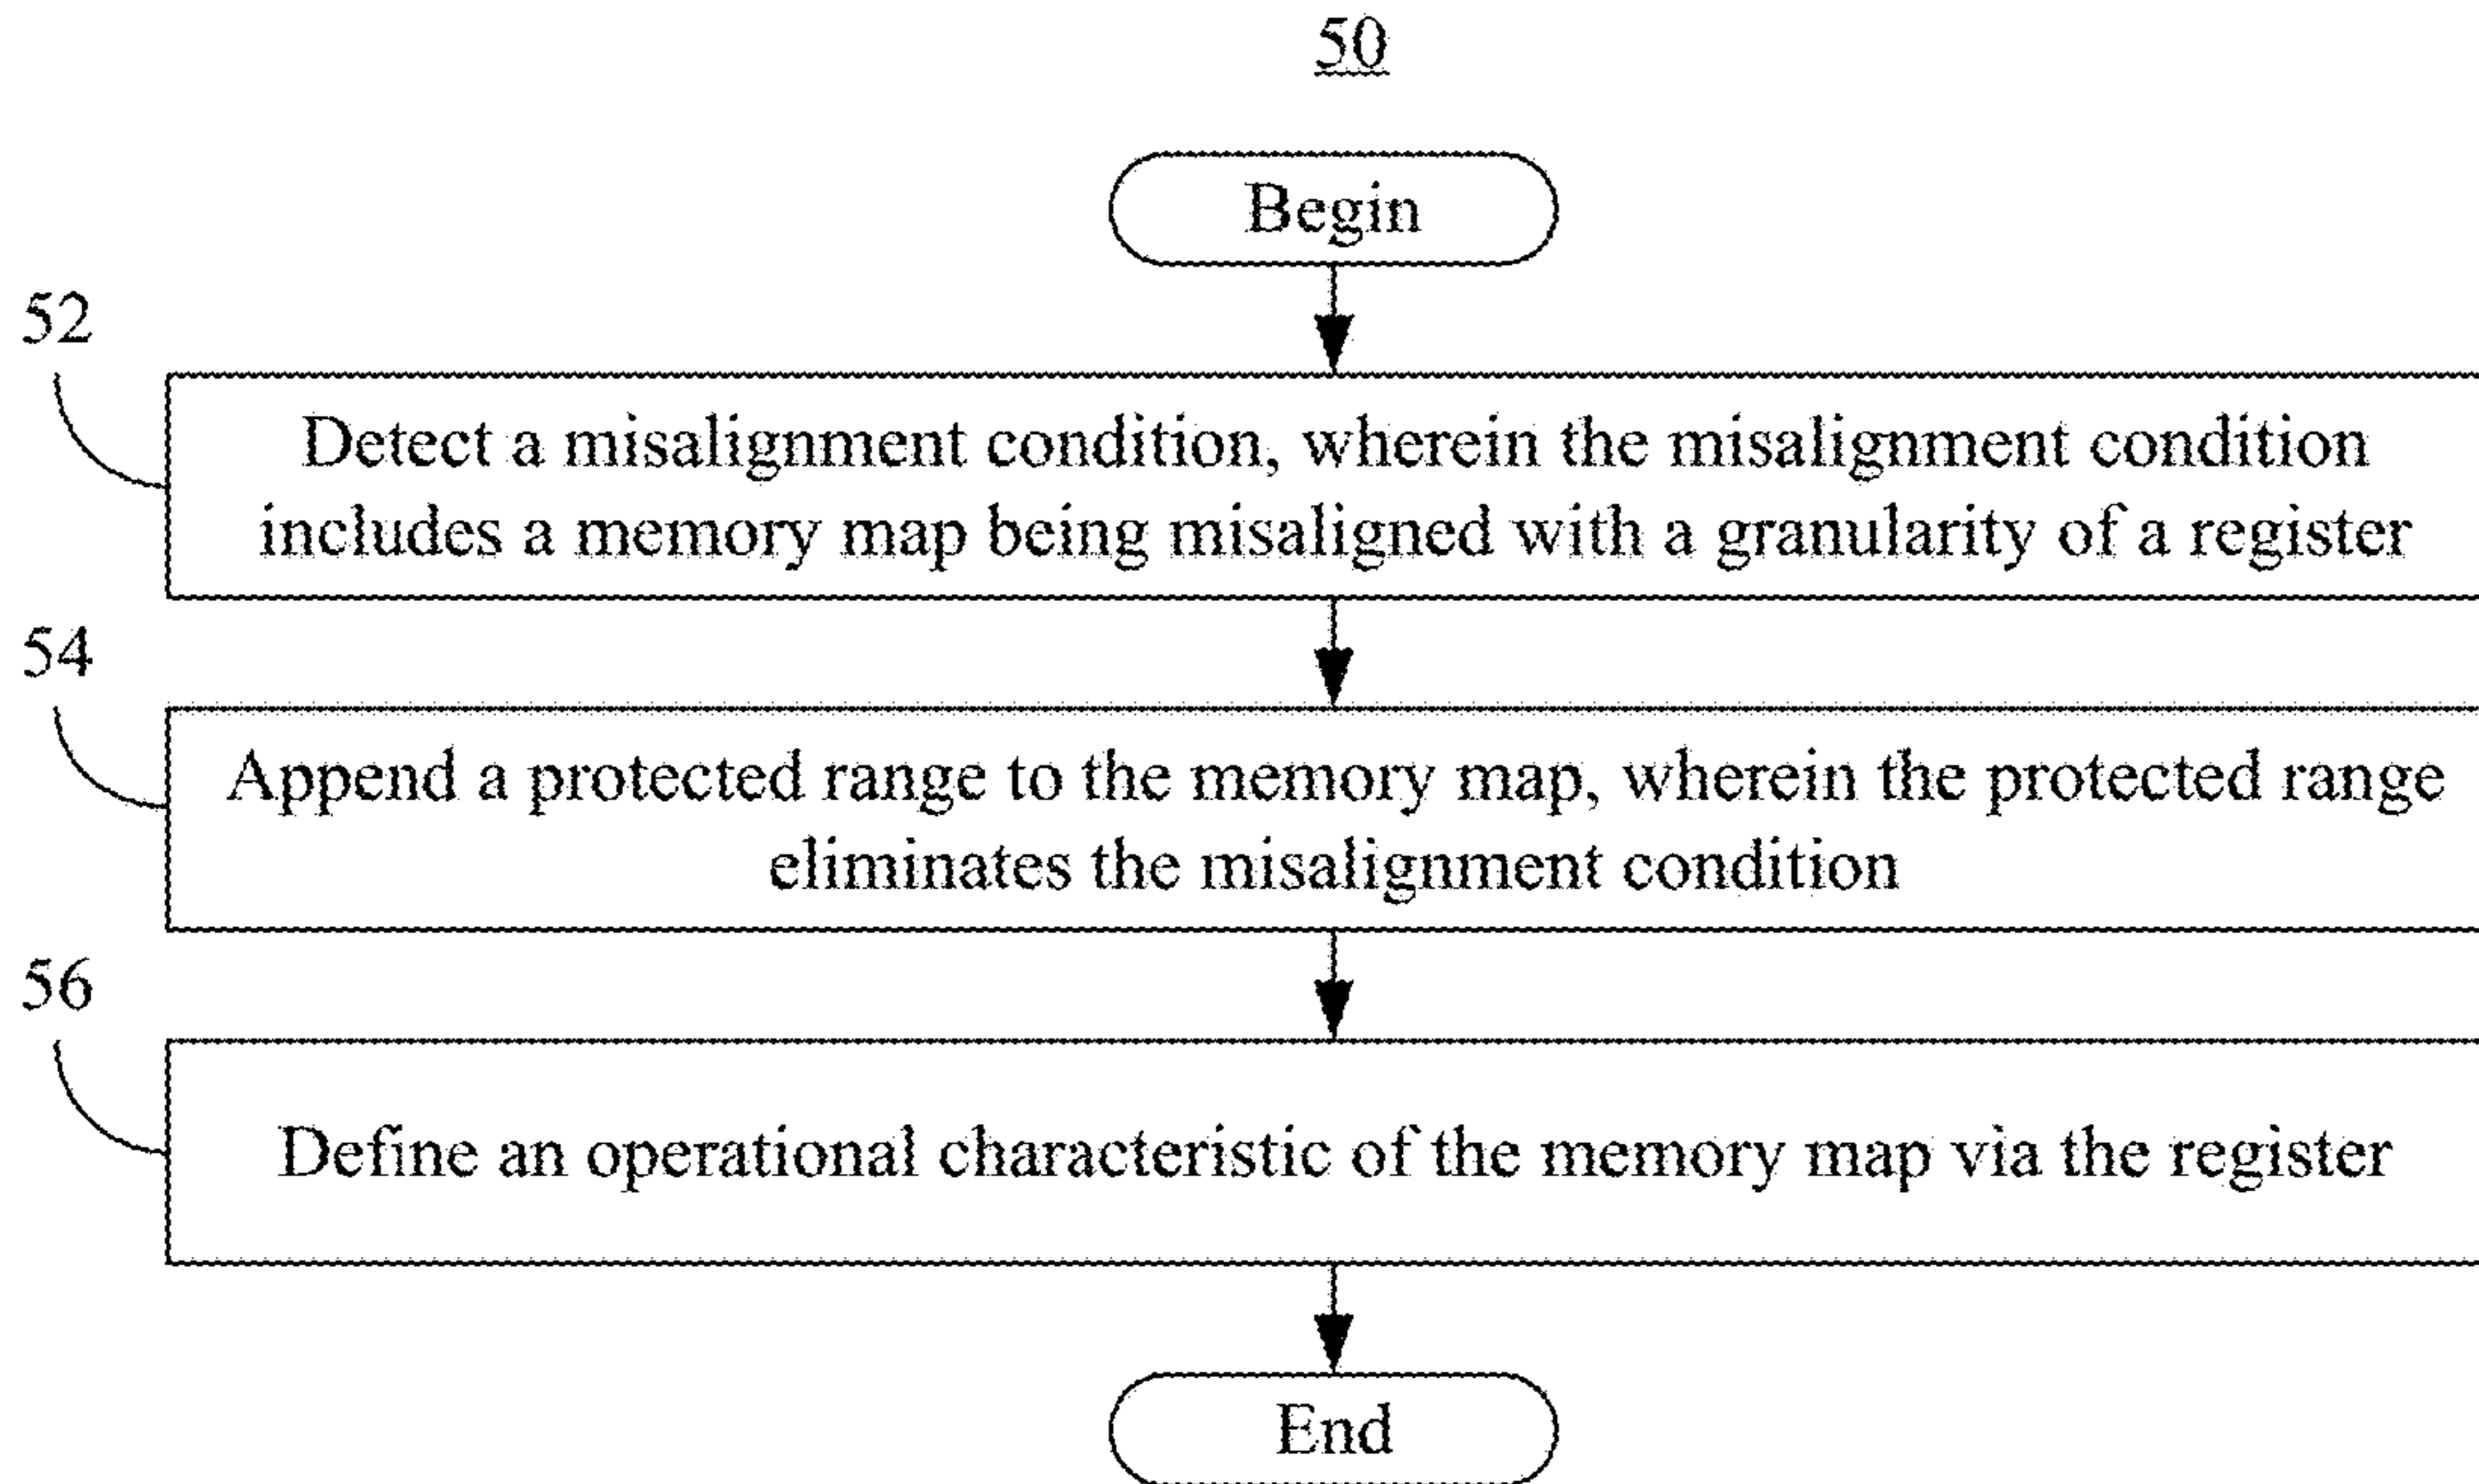 50
Begin
52
Detect a misalignment condition, wherein the misalignment condition
includes a memory map being misaligned with a granularity of a register
54
Append a protected range to the memory map, wherein the protected range
eliminates the misalignment condition
56
Define an operational characteristic of the memory map via the register
End